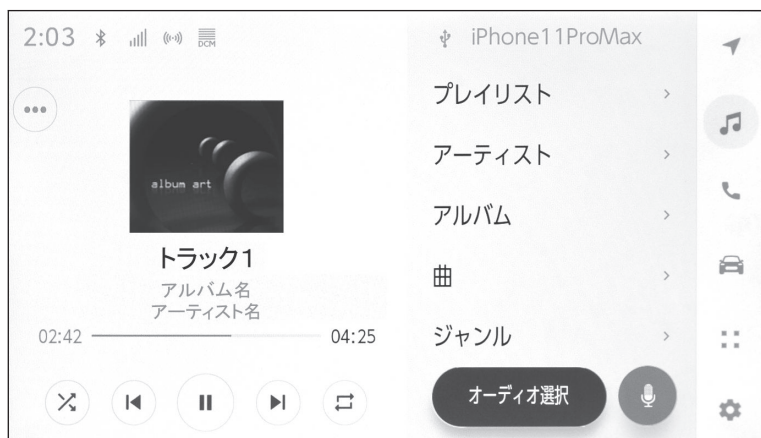 2:03
DCM
album art
トラック1
アルバム名
アーティスト名
02:42
04:25
iPhone11ProMax
プレイリスト
アーティスト
アルバム
曲
ジャンル
オーディオ選択